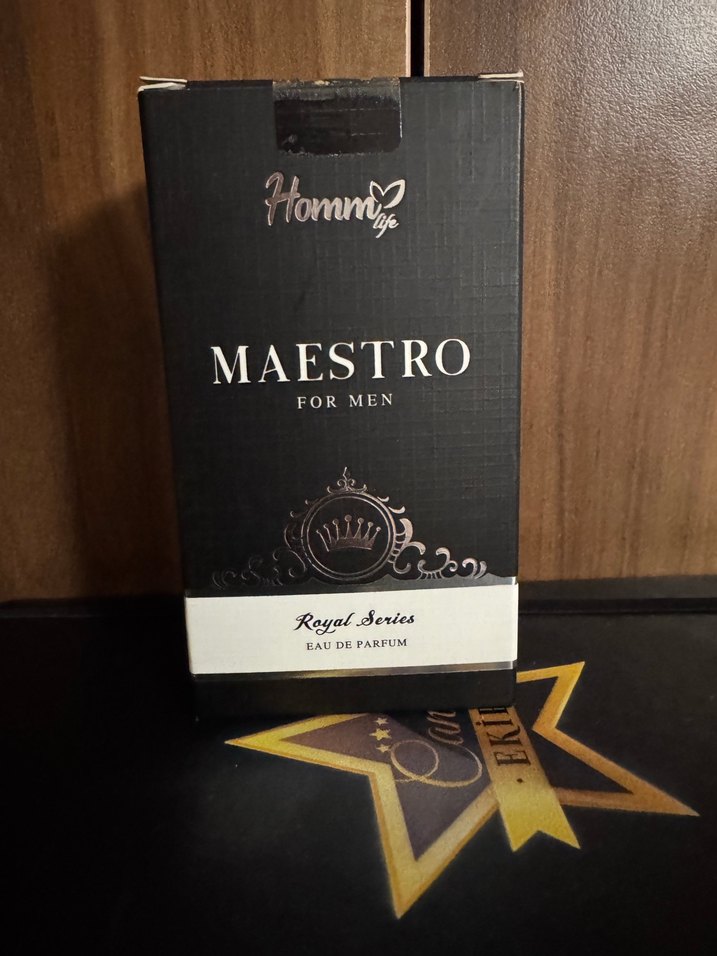 Homm
life
MAESTRO
FOR MEN
Royal Series
EAU DE PARFUM